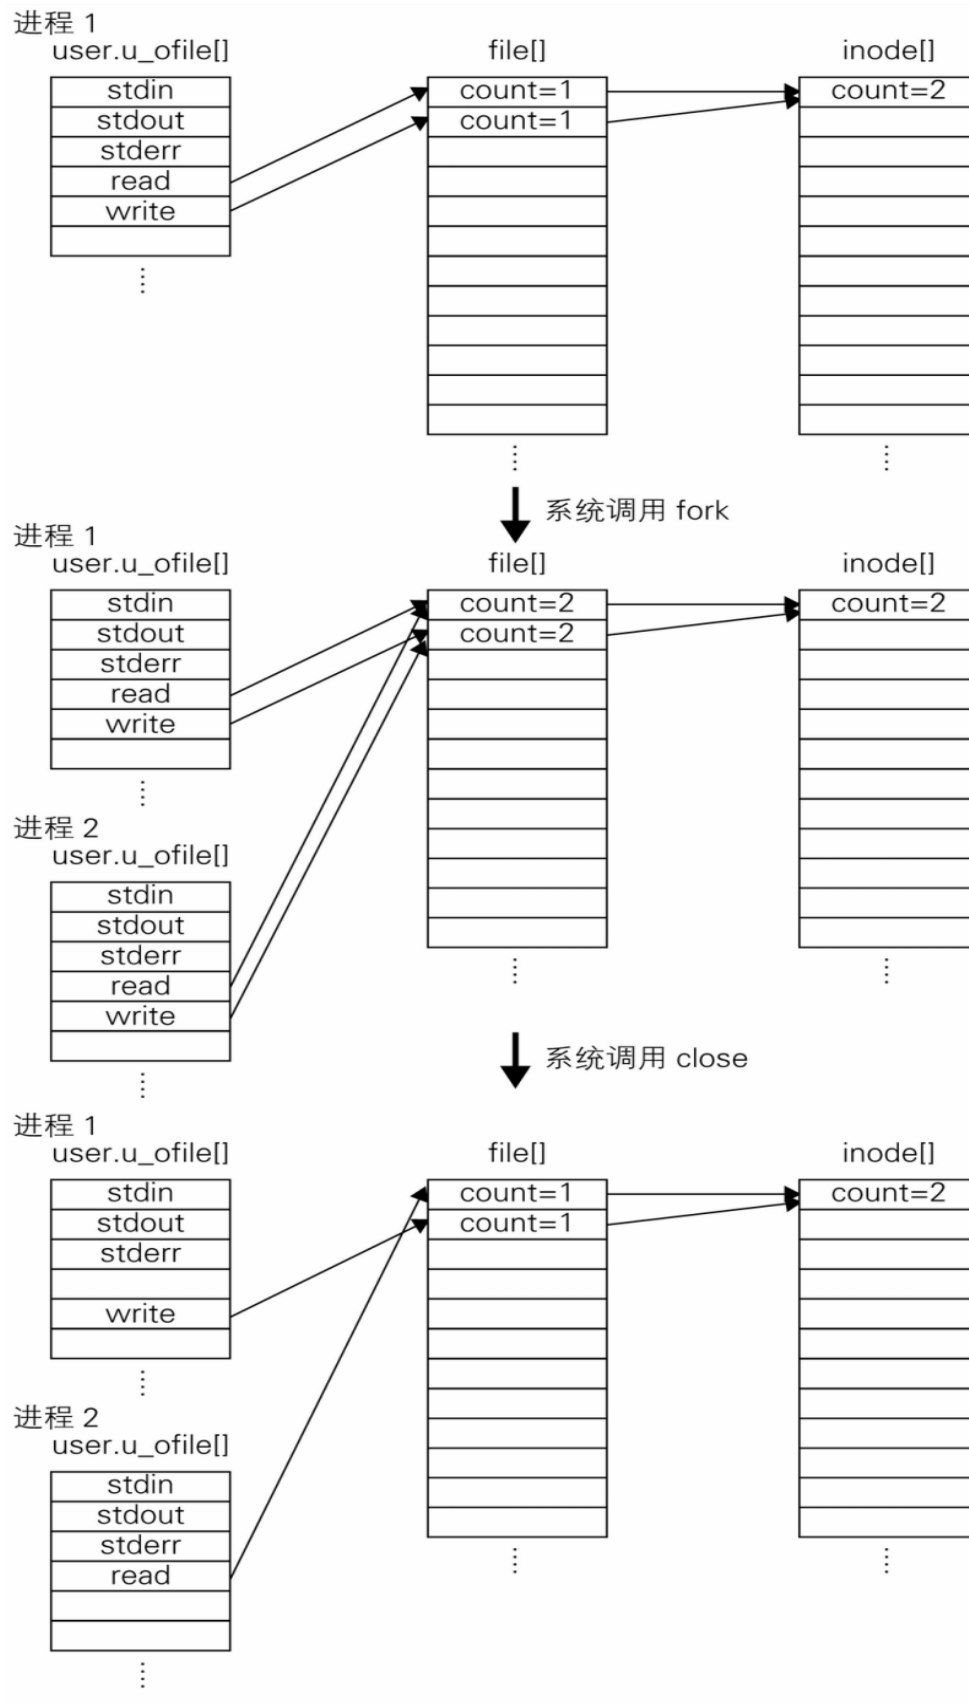 进程 1
user.u_ofile[] file[] inode[]
stdin count=1 count=2
stdout count=1
stderr
read
write
系统调用 fork
进程 1
user.u_ofile[] file[] inode[]
stdin count=2 count=2
stdout count=2
stderr
read
write
进程 2
user.u_ofile[]
stdin
stdout
stderr
read
write
系统调用 close
进程 1
user.u_ofile[] file[] inode[]
stdin count=1 count=2
stdout count=1
stderr
write
进程 2
user.u_ofile[]
stdin
stdout
stderr
read